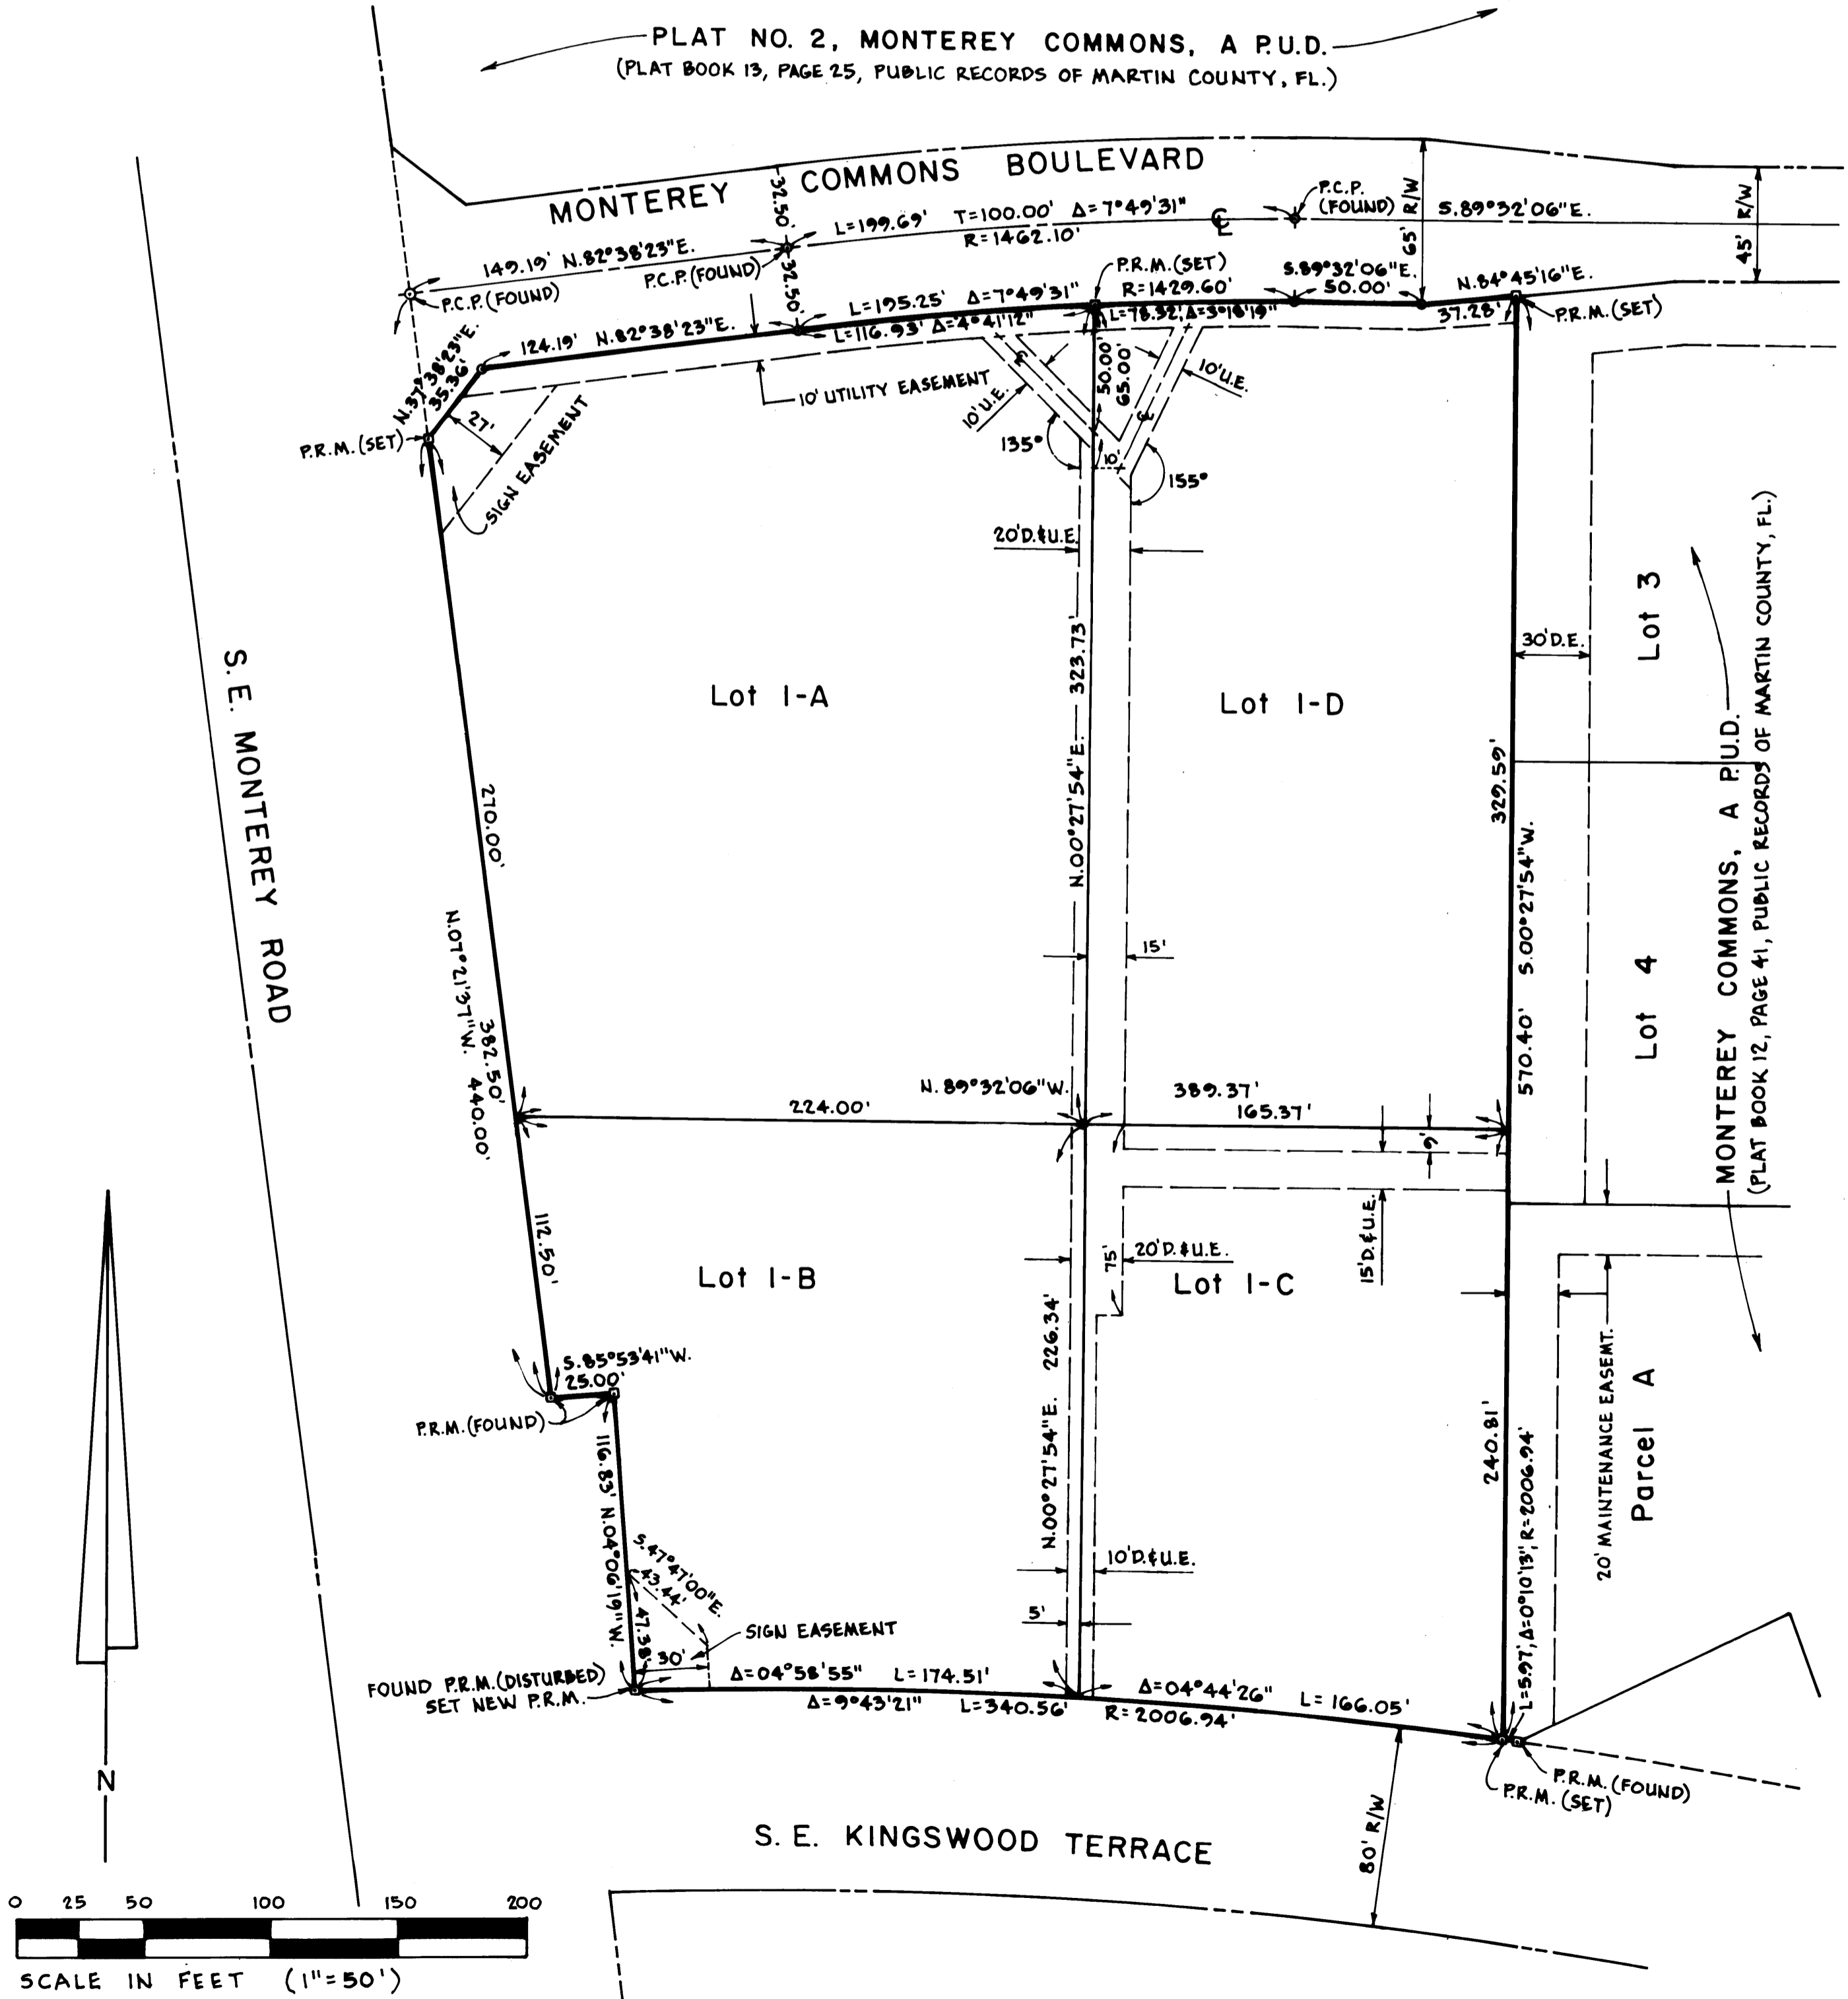 PLAT NO. 2, MONTEREY COMMONS, A P.U.D.
(PLAT BOOK 13, PAGE 25, PUBLIC RECORDS OF MARTIN COUNTY, FL.)
MONTEREY COMMONS BOULEVARD
32.50'
32.50'
L=199.69' T=100.00' Δ=7°49'31"
R=1462.10'
℄
P.C.P.
(FOUND)
65' R/W
S.89°32'06"E.
45' R/W
149.19' N.82°38'23"E.
P.C.P. (FOUND)
P.C.P. (FOUND)
P.R.M. (SET)
R=1429.60'
S.89°32'06"E.
50.00'
N.84°45'16"E.
37.28'
P.R.M. (SET)
L=195.25' Δ=7°49'31"
L=116.93' Δ=4°41'12"
L=78.32', Δ=3°18'19"
124.19' N.82°38'23"E.
N.37°38'23"E.
35.36'
P.R.M. (SET)
27'
SIGN EASEMENT
10' UTILITY EASEMENT
10' U.E.
℄
50.00'
65.00'
10' U.E.
℄
135°
10'
155°
20' D.&U.E.
S.E. MONTEREY ROAD
270.00'
N.07°21'37"W. 440.00'
382.50'
112.50'
Lot 1-A
N.00°27'54"E. 323.73'
Lot 1-D
15'
30' D.E.
Lot 3
Lot 4
329.59'
570.40' S.00°27'54"W.
MONTEREY COMMONS, A P.U.D.
(PLAT BOOK 12, PAGE 41, PUBLIC RECORDS OF MARTIN COUNTY, FL.)
N.89°32'06"W.
389.37'
224.00'
165.37'
9'
15' D.&U.E.
Lot 1-B
75'
20' D.&U.E.
Lot 1-C
N.00°27'54"E. 226.34'
S.85°53'41"W.
25.00'
P.R.M. (FOUND)
116.83' N.04°06'19"W.
S.47°47'00"E.
43.44'
47.38'
30'
SIGN EASEMENT
10' D.&U.E.
5'
240.81'
L=5.97', Δ=0°10'13", R=2006.94'
20' MAINTENANCE EASEMT.
Parcel A
FOUND P.R.M. (DISTURBED)
SET NEW P.R.M.
Δ=04°58'55" L=174.51'
Δ=9°43'21" L=340.56'
Δ=04°44'26" L=166.05'
R=2006.94'
P.R.M. (FOUND)
P.R.M. (SET)
S.E. KINGSWOOD TERRACE
80' R/W
N
0 25 50 100 150 200
SCALE IN FEET (1"=50')